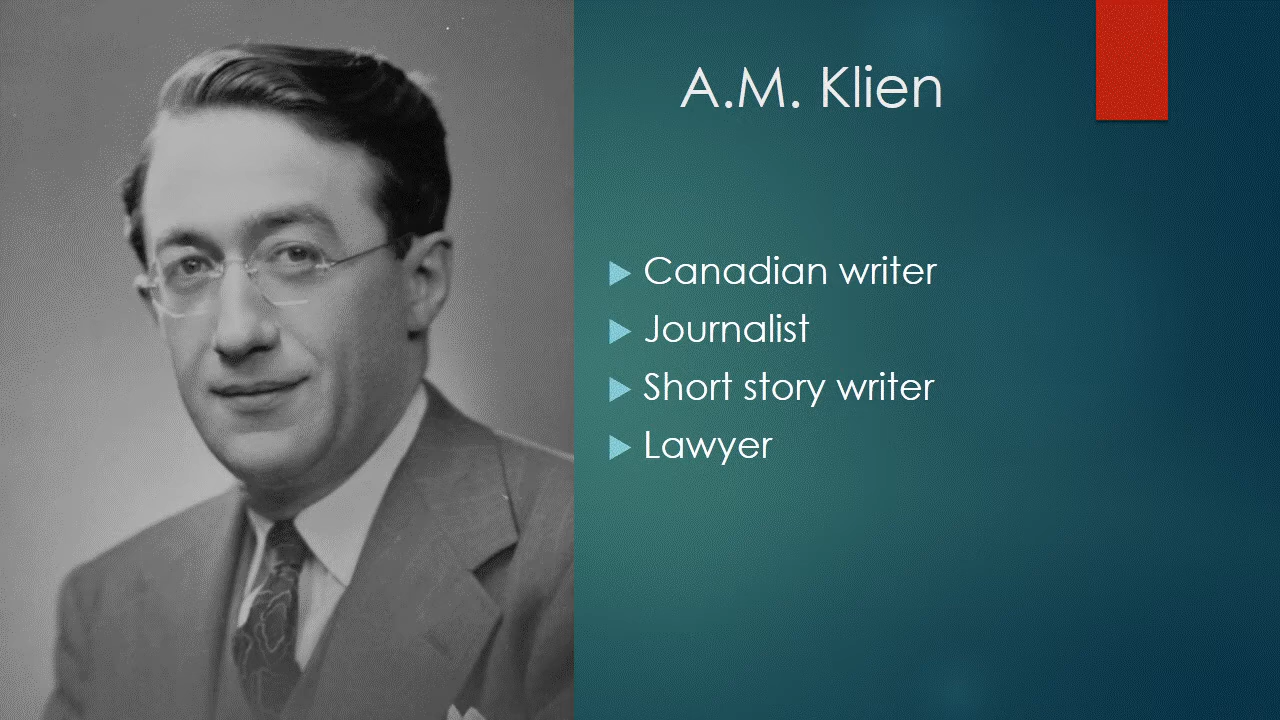 A.M. Klien
Canadian writer
Journalist
Short story writer
Lawyer